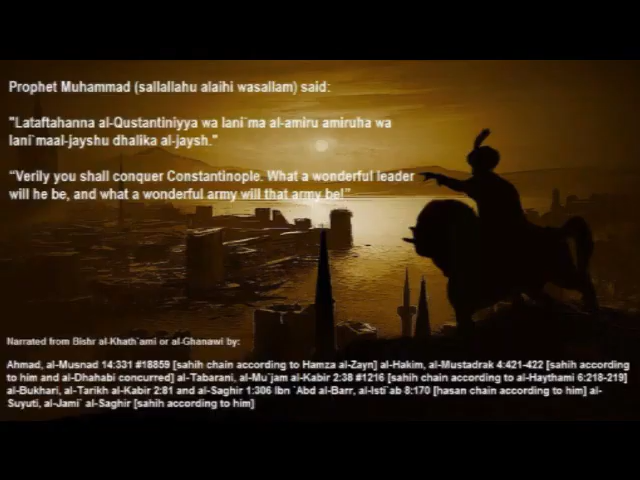 Prophet Muhammad (sallallahu alaihi wasallam) said:
"Lataftahanna al-Qustantiniyya wa lani`ma al-amiru amiruha wa
lani`maal-jayshu dhalika al-jaysh."
“Verily you shall conquer Constantinople. What a wonderful leader
will he be, and what a wonderful army will that army be!”
Narrated from Bishr al-Khath`ami or al-Ghanawi by:
Ahmad, al-Musnad 14:331 #18859 [sahih chain according to Hamza al-Zayn] al-Hakim, al-Mustadrak 4:421-422 [sahih according
to him and al-Dhahabi concurred] al-Tabarani, al-Mu`jam al-Kabir 2:38 #1216 [sahih chain according to al-Haythami 6:218-219]
al-Bukhari, al-Tarikh al-Kabir 2:81 and al-Saghir 1:306 Ibn `Abd al-Barr, al-Isti`ab 8:170 [hasan chain according to him] al-
Suyuti, al-Jami` al-Saghir [sahih according to him]